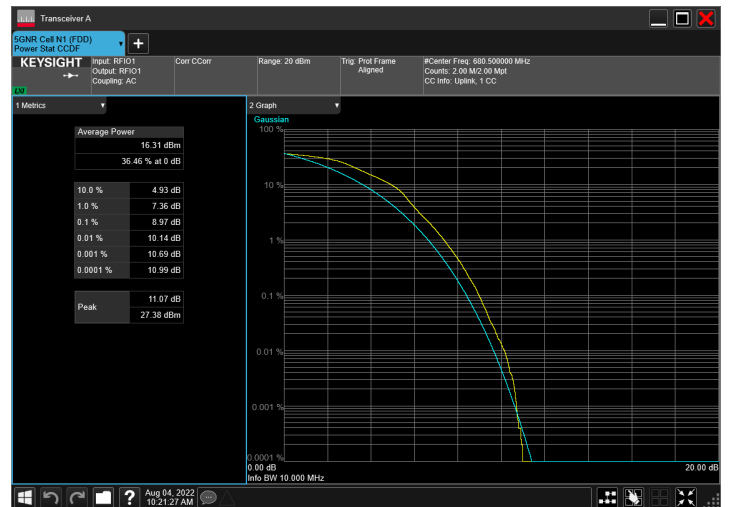 Transceiver A
5GNR Cell N1 (FDD)
Power Stat CCDF
KEYSIGHT
LXI
Input: RFIO1
Output: RFIO1
Coupling: AC
Corr CCorr
Range: 20 dBm
Trig: Prot Frame
Aligned
#Center Freq: 680.500000 MHz
Counts: 2.00 M/2.00 Mpt
CC Info: Uplink, 1 CC
1 Metrics
Average Power
16.31 dBm
36.46 % at 0 dB
10.0 % 4.93 dB
1.0 % 7.36 dB
0.1 % 8.97 dB
0.01 % 10.14 dB
0.001 % 10.69 dB
0.0001 % 10.99 dB
Peak
11.07 dB
27.38 dBm
2 Graph
Gaussian
100 %
10 %
1 %
0.1 %
0.01 %
0.001 %
0.0001 %
0.00 dB
20.00 dB
Info BW 10.000 MHz
?
Aug 04, 2022
10:21:27 AM